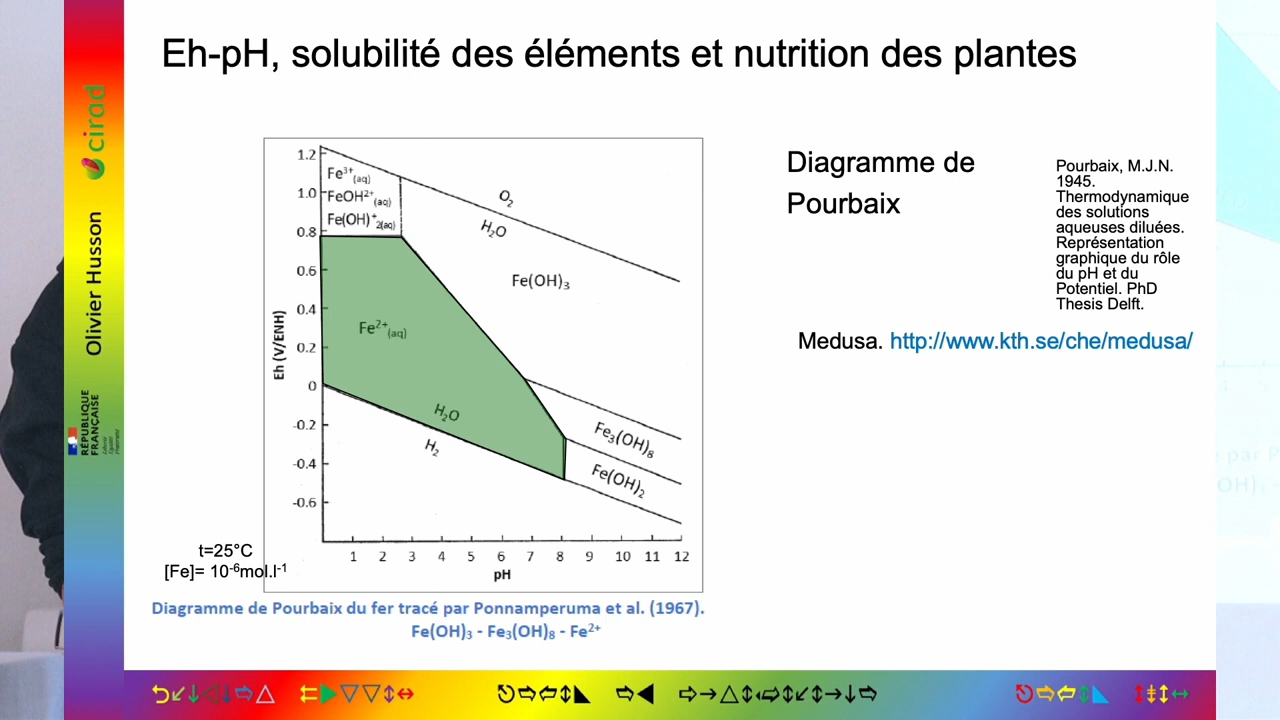 Eh-pH, solubilité des éléments et nutrition des plantes
cirad
Olivier Husson
RÉPUBLIQUE
FRANÇAISE
Diagramme de
Pourbaix
Pourbaix, M.J.N.
1945.
Thermodynamique
des solutions
aqueuses diluées.
Représentation
graphique du rôle
du pH et du
Potentiel. PhD
Thesis Delft.
Medusa. http://www.kth.se/che/medusa/
Eh (V/ENH)
1.2
1.0
0.8
0.6
0.4
0.2
0
-0.2
-0.4
-0.6
Fe³⁺(aq)
FeOH²⁺(aq)
Fe(OH)⁺2(aq)
O₂
H₂O
Fe(OH)₃
Fe²⁺(aq)
H₂O
H₂
Fe₃(OH)₈
Fe(OH)₂
1 2 3 4 5 6 7 8 9 10 11 12
pH
t=25°C
[Fe]= 10⁻⁶mol.l⁻¹
Diagramme de Pourbaix du fer tracé par Ponnamperuma et al. (1967).
Fe(OH)₃ - Fe₃(OH)₈ - Fe²⁺